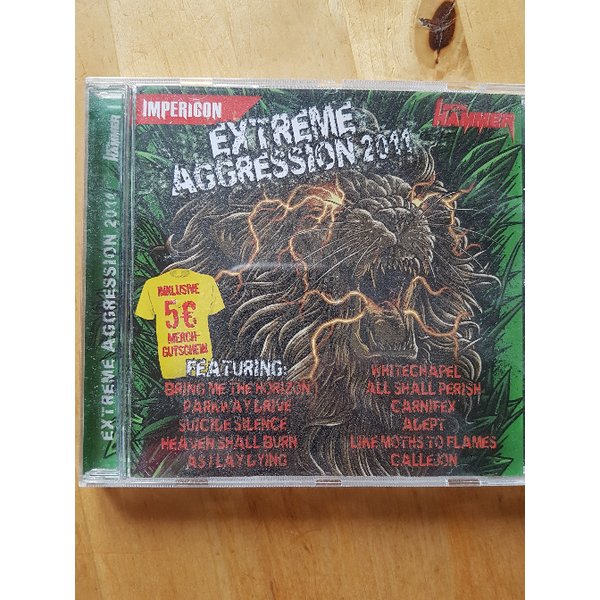 IMPERICON
METAL HAMMER
EXTREME
AGGRESSION 2011
EXTREME AGGRESSION 2011
HAMMER
INKLUSIVE
5€
MERCH-
GUTSCHEIN
FEATURING:
BRING ME THE HORIZON
PARKWAY DRIVE
SUICIDE SILENCE
HEAVEN SHALL BURN
AS I LAY DYING
WHITECHAPEL
ALL SHALL PERISH
CARNIFEX
ADEPT
LIKE MOTHS TO FLAMES
CALLEJON